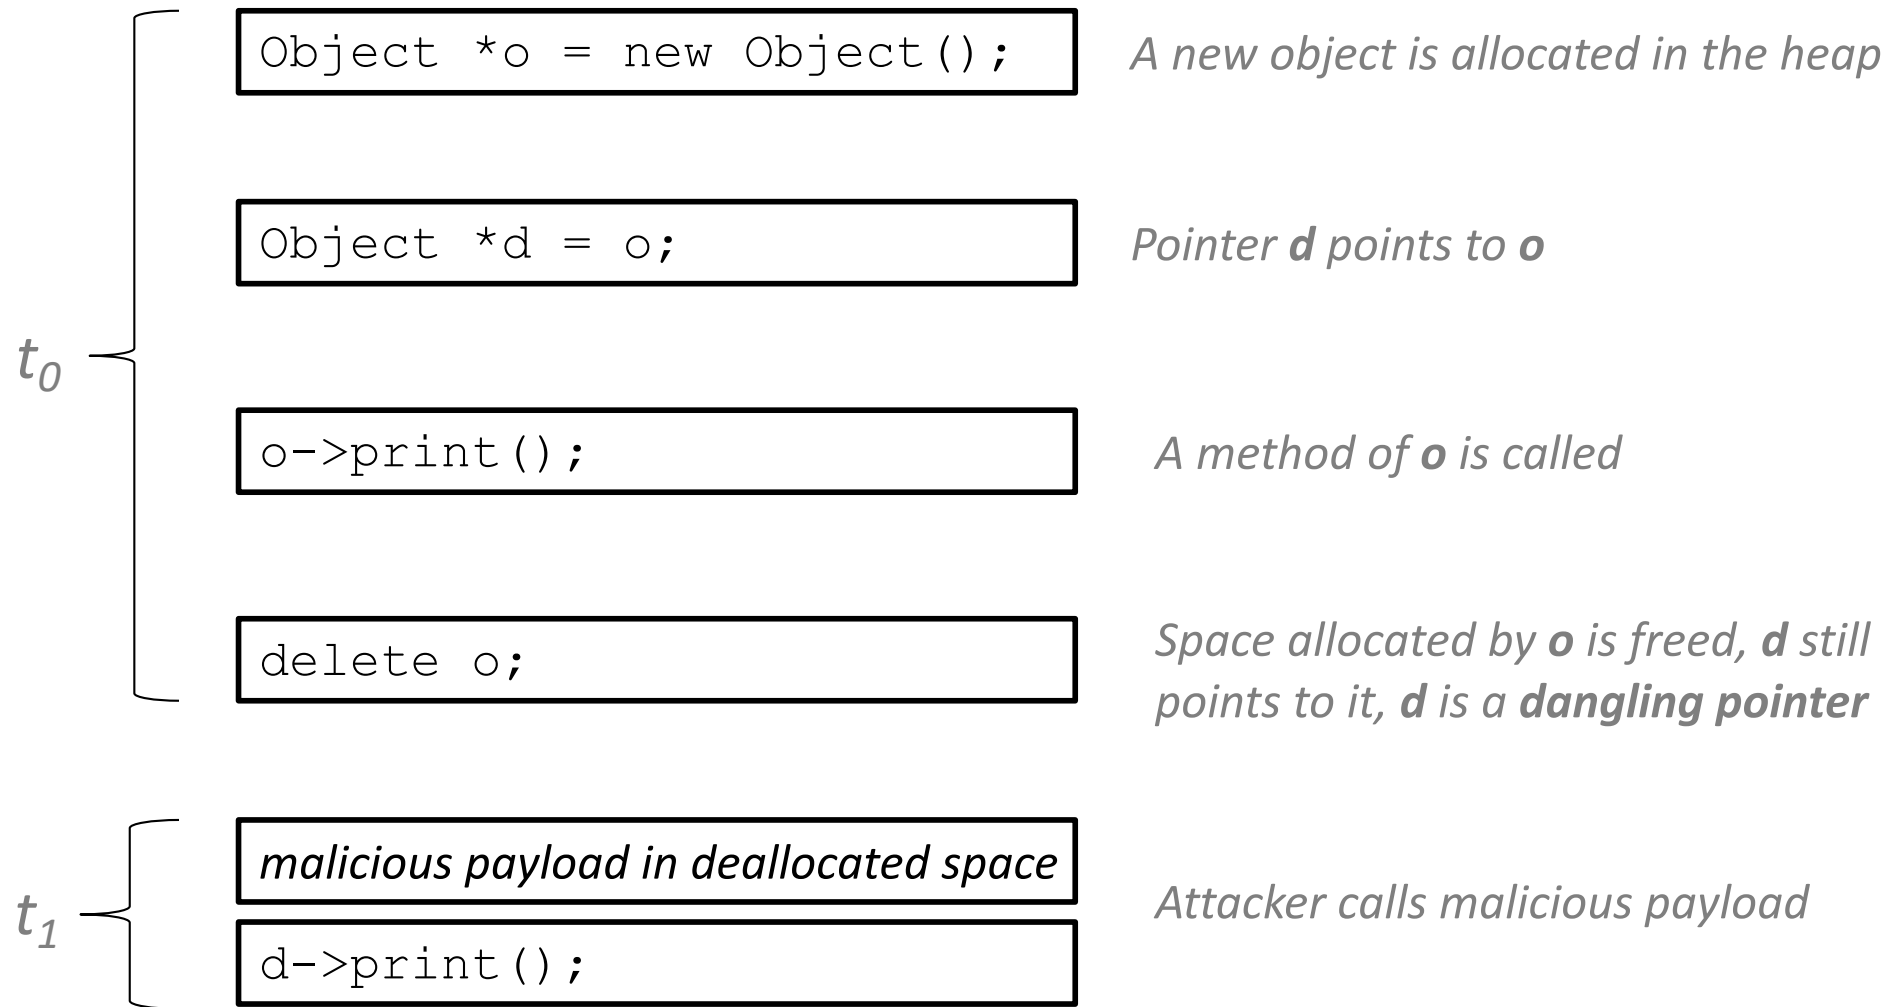 Object *o = new Object();
A new object is allocated in the heap
Object *d = o;
Pointer d points to o
t0
o->print();
A method of o is called
delete o;
Space allocated by o is freed, d still
points to it, d is a dangling pointer
malicious payload in deallocated space
t1
Attacker calls malicious payload
d->print();